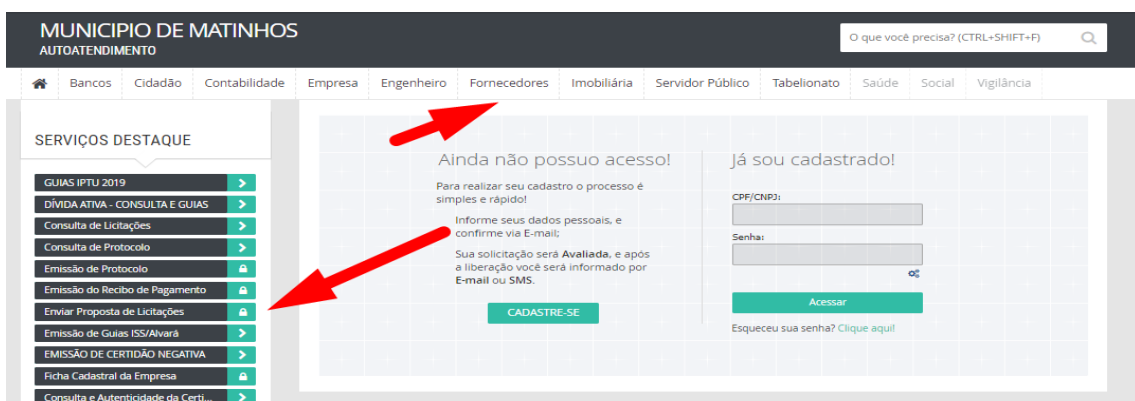 MUNICIPIO DE MATINHOS
AUTOATENDIMENTO
O que você precisa? (CTRL+SHIFT+F)
Bancos Cidadão Contabilidade Empresa Engenheiro Fornecedores Imobiliária Servidor Público Tabelionato Saúde Social Vigilância
SERVIÇOS DESTAQUE
GUIAS IPTU 2019
DÍVIDA ATIVA - CONSULTA E GUIAS
Consulta de Licitações
Consulta de Protocolo
Emissão de Protocolo
Emissão do Recibo de Pagamento
Enviar Proposta de Licitações
Emissão de Guias ISS/Alvará
EMISSÃO DE CERTIDÃO NEGATIVA
Ficha Cadastral da Empresa
Consulta e Autenticidade da Certi...
Ainda não possuo acesso!
Para realizar seu cadastro o processo é
simples e rápido!
Informe seus dados pessoais, e
confirme via E-mail;
Sua solicitação será Avaliada, e após
a liberação você será informado por
E-mail ou SMS.
CADASTRE-SE
Já sou cadastrado!
CPF/CNPJ:
Senha:
Acessar
Esqueceu sua senha? Clique aqui!